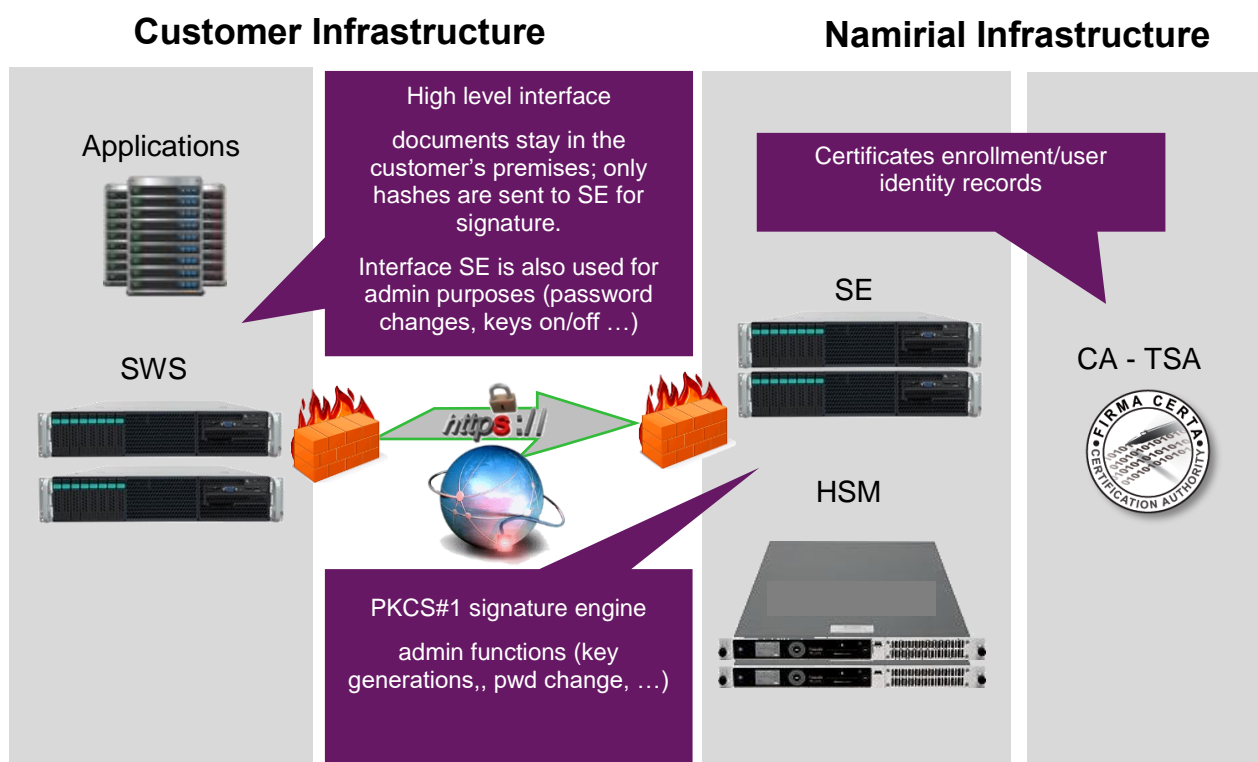 Customer Infrastructure
Namirial Infrastructure
Applications
High level interface
documents stay in the
customer's premises; only
hashes are sent to SE for
signature.
Interface SE is also used for
admin purposes (password
changes, keys on/off …)
Certificates enrollment/user
identity records
SWS
SE
CA - TSA
https://
FIRMA CERTA
CERTIFICATION AUTHORITY
HSM
PKCS#1 signature engine
admin functions (key
generations,, pwd change, …)